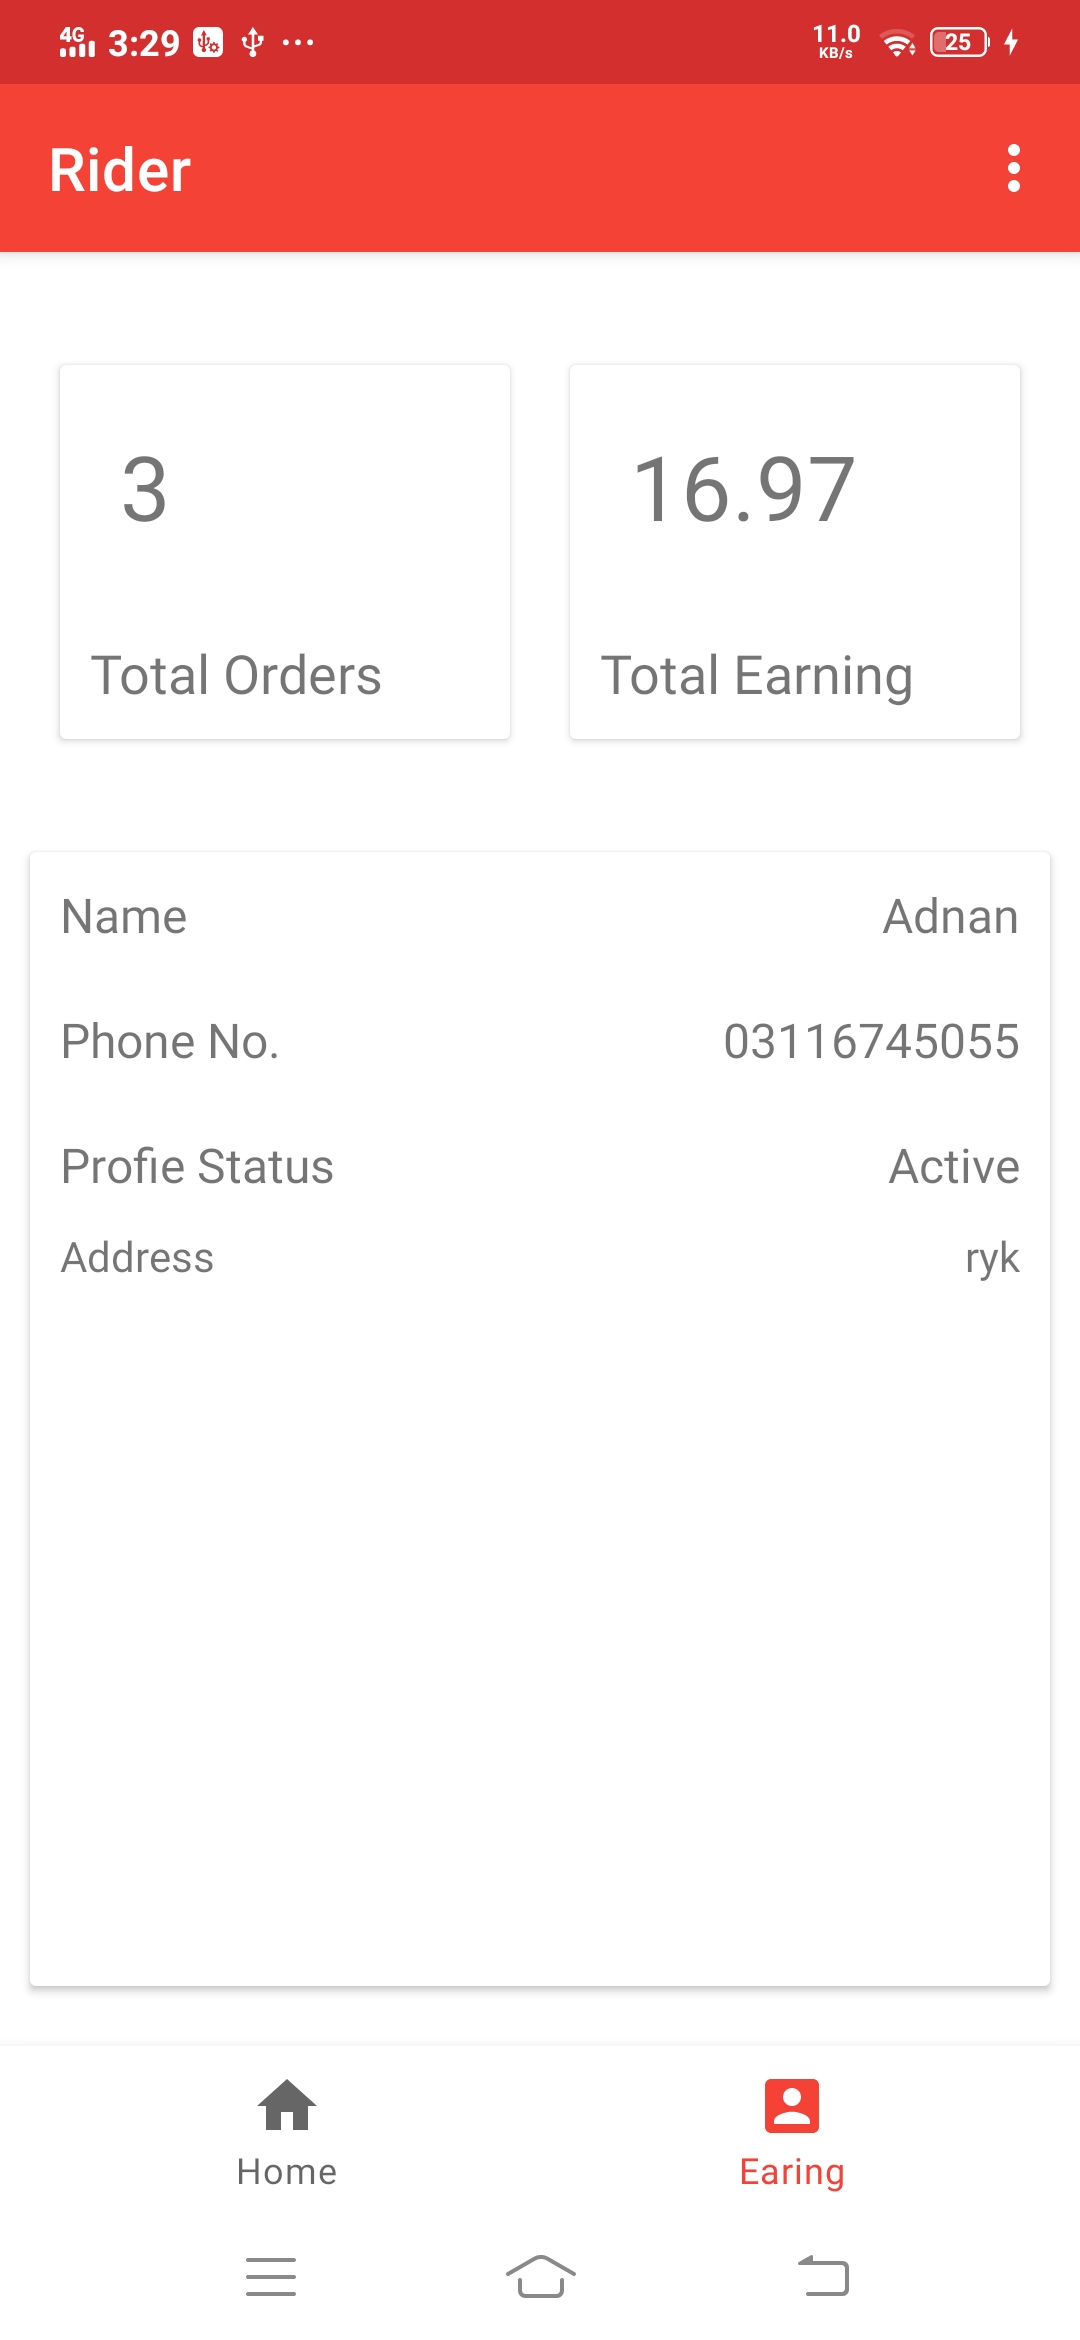 4G 3:29 11.0 KB/s 25
Rider
3 16.97
Total Orders Total Earning
Name Adnan
Phone No. 03116745055
Profie Status Active
Address ryk
Home Earing